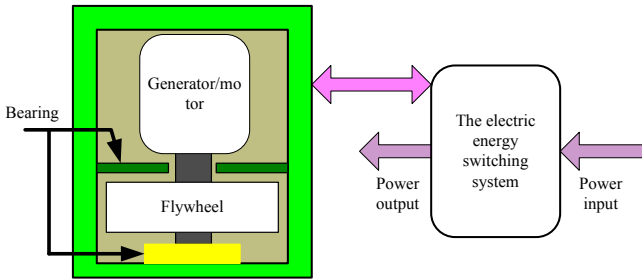 Generator/mo
tor
Bearing
Flywheel
The electric
energy
switching
system
Power
output
Power
input